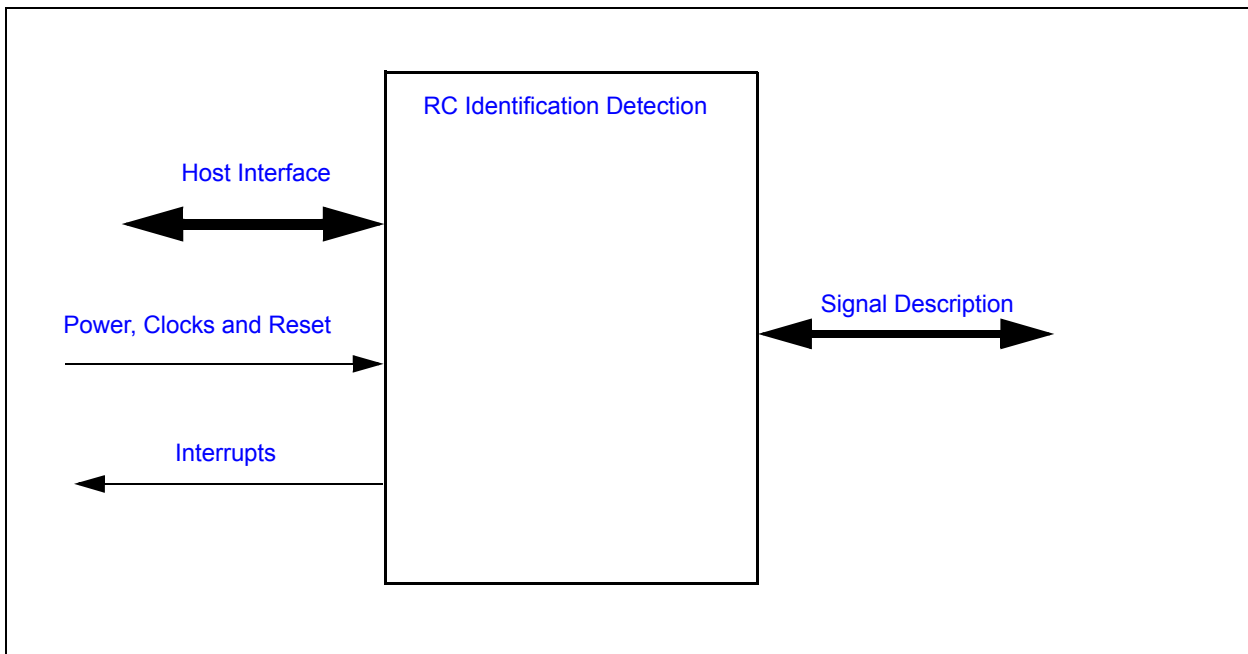 RC Identification Detection
Host Interface
Signal Description
Power, Clocks and Reset
Interrupts